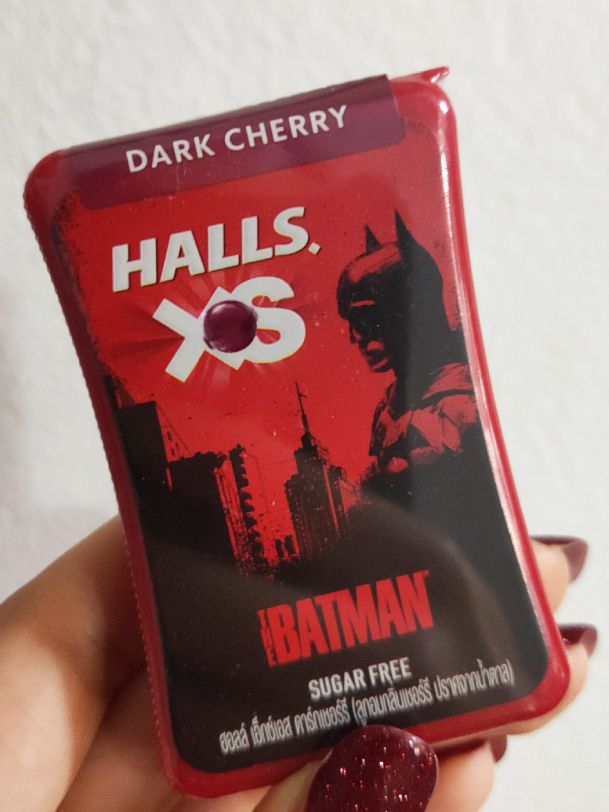 DARK CHERRY
HALLS.
XS
THE BATMAN
SUGAR FREE
ฮอลล์ เอ็กซ์เอส ดาร์กเชอร์รี่ (ลูกอมกลิ่นเชอร์รี่ ปราศจากน้ำตาล)